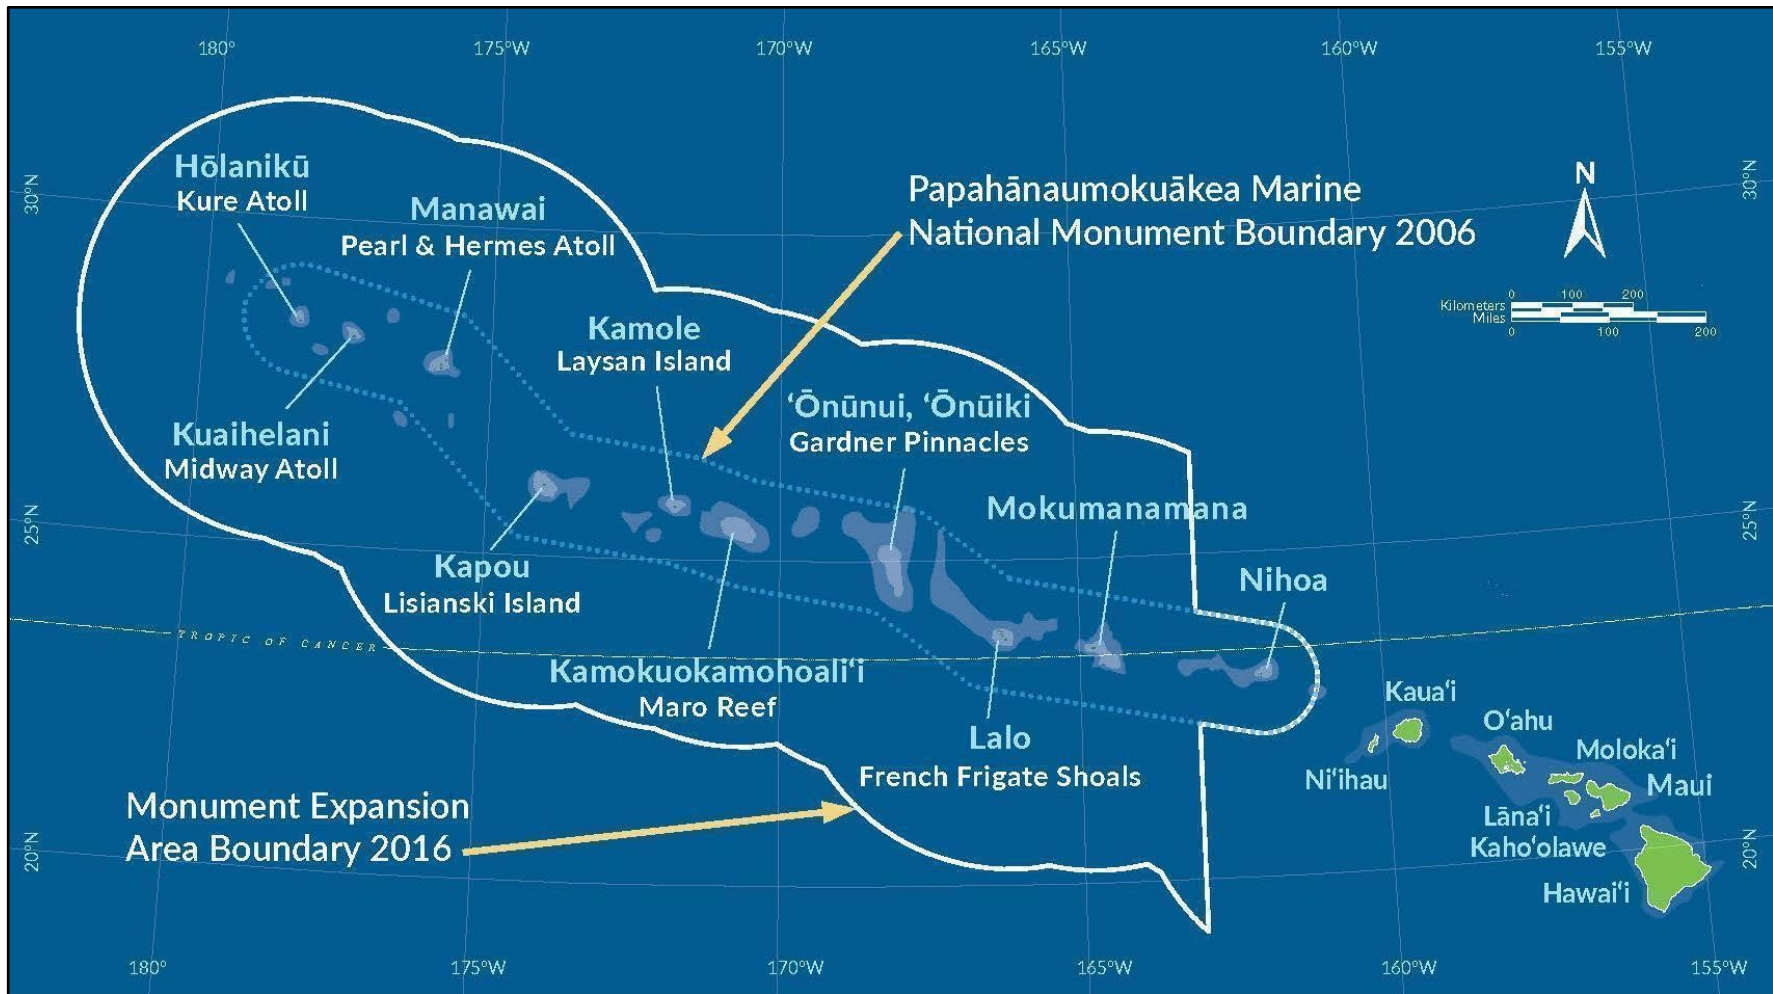 180°
175°W
170°W
165°W
160°W
155°W
30°N
30°N
Hōlanikū
Kure Atoll
Manawai
Pearl & Hermes Atoll
Papahānaumokuākea Marine
National Monument Boundary 2006
N
Kilometers
0 100 200
Miles
0 100 200
Kamole
Laysan Island
ʻŌnūnui, ʻŌnūiki
Gardner Pinnacles
Kuaihelani
Midway Atoll
Mokumanamana
25°N
25°N
Kapou
Lisianski Island
Nihoa
TROPIC OF CANCER
Kamokuokamohoaliʻi
Maro Reef
Lalo
French Frigate Shoals
Kauaʻi
Niʻihau
Oʻahu
Molokaʻi
Maui
Lānaʻi
Kahoʻolawe
Hawaiʻi
Monument Expansion
Area Boundary 2016
20°N
20°N
180°
175°W
170°W
165°W
160°W
155°W